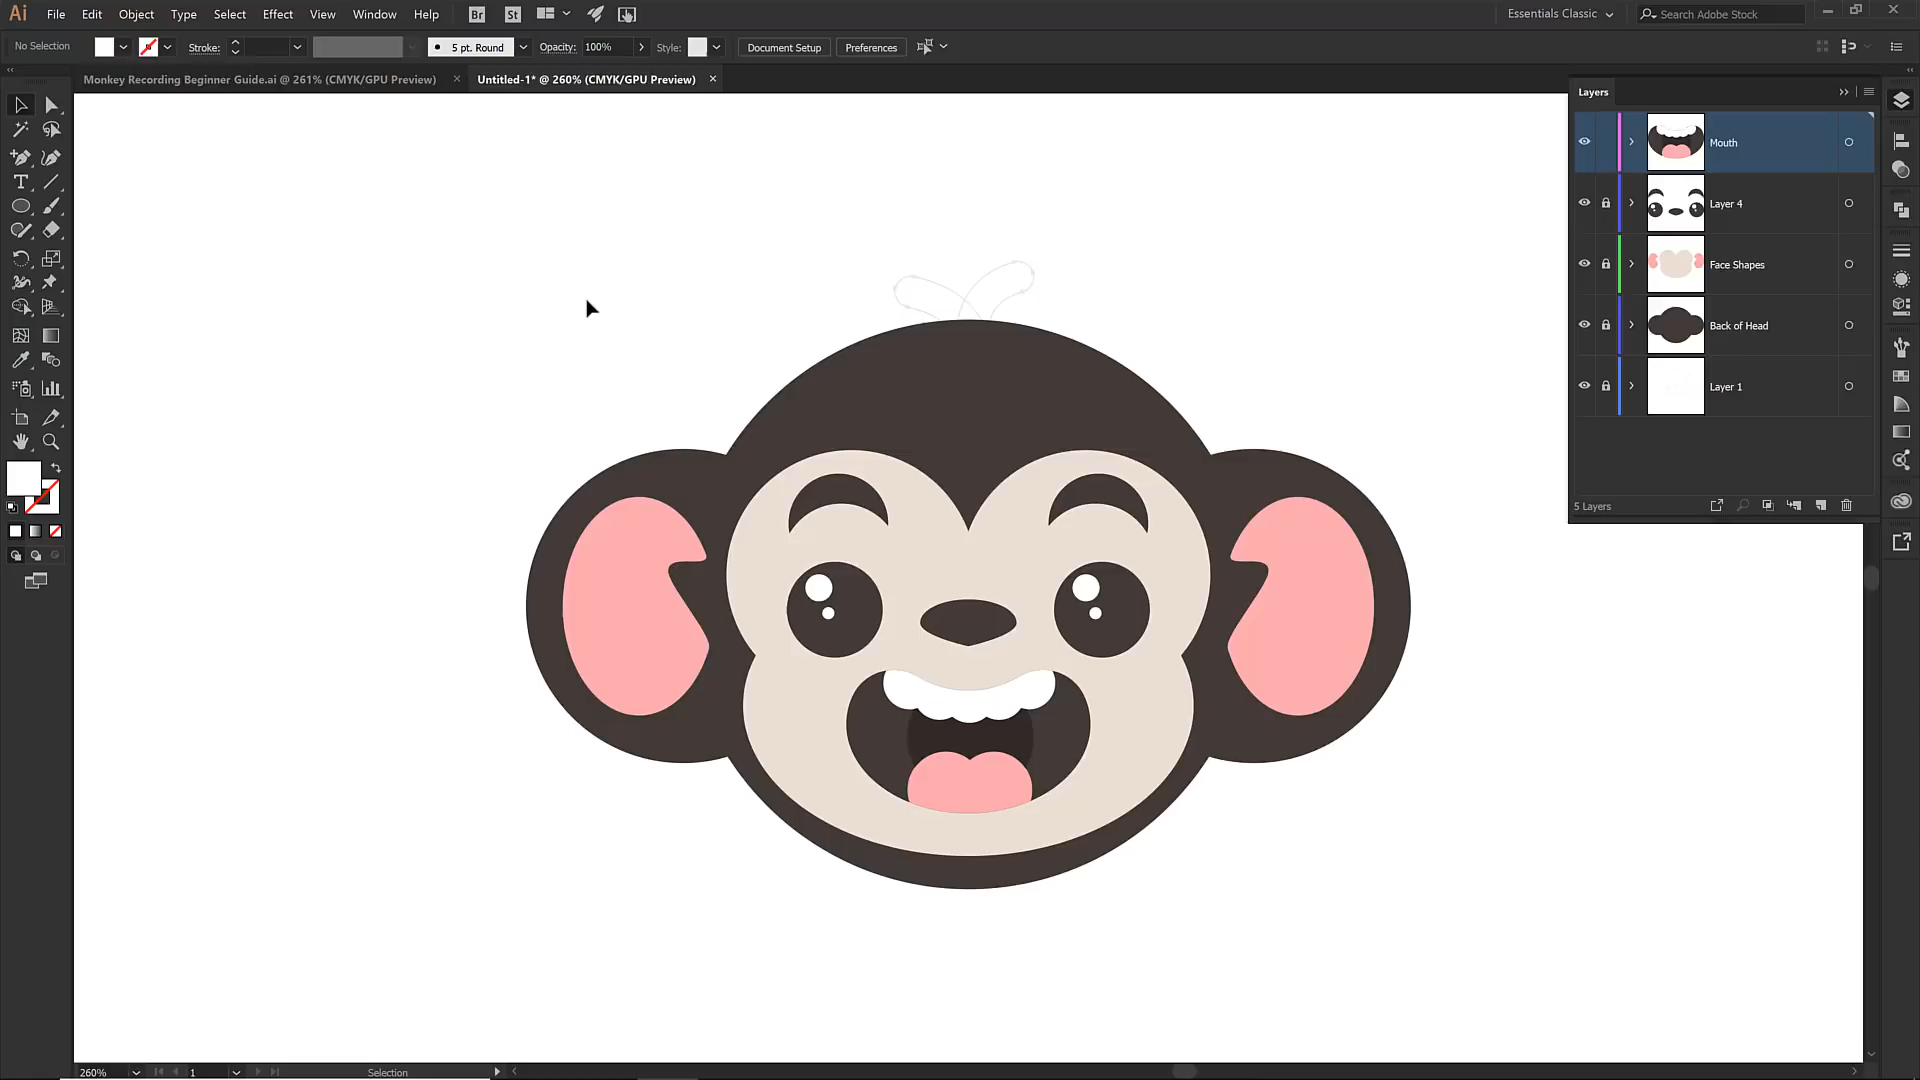 Ai File Edit Object Type Select Effect View Window Help Br St Essentials Classic Search Adobe Stock
No Selection Stroke: 5 pt. Round Opacity: 100% Style: Document Setup Preferences
Monkey Recording Beginner Guide.ai @ 261% (CMYK/GPU Preview) Untitled-1* @ 260% (CMYK/GPU Preview)
Layers
Mouth
Layer 4
Face Shapes
Back of Head
Layer 1
5 Layers
260% 1 Selection